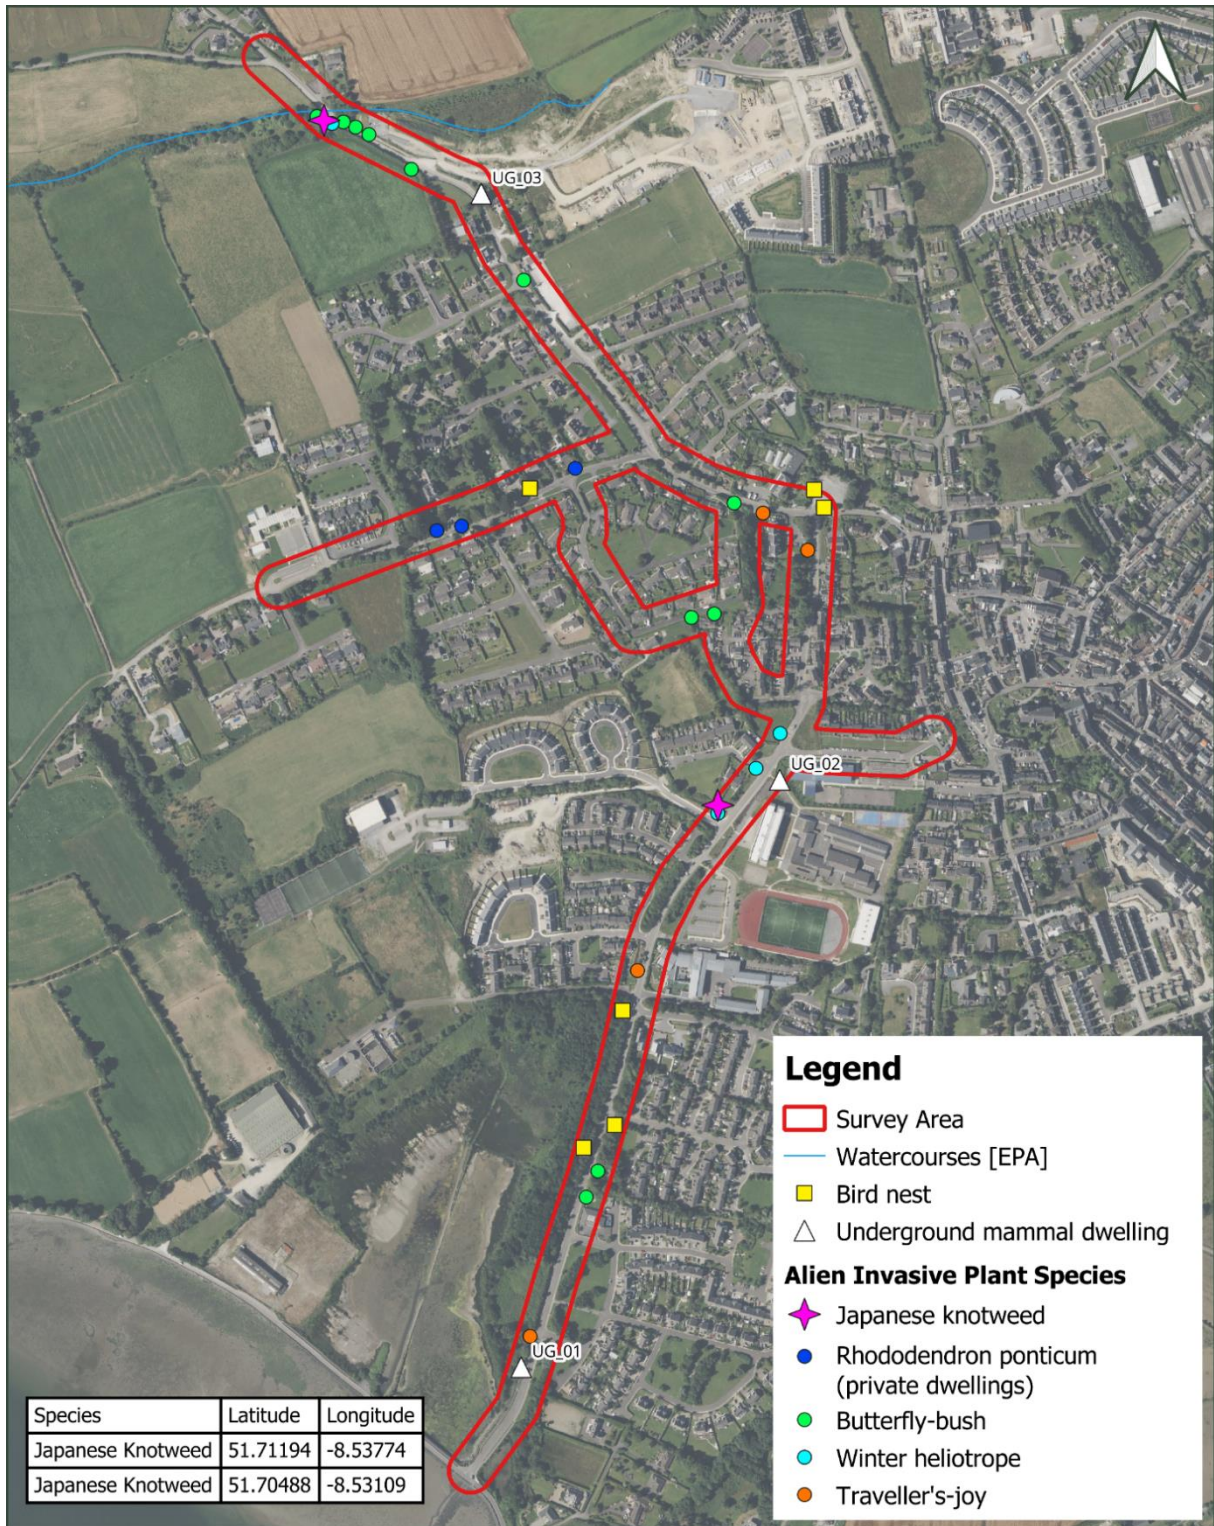 UG_03
UG_02
UG_01
Legend
Survey Area
Watercourses [EPA]
Bird nest
Underground mammal dwelling
Alien Invasive Plant Species
Japanese knotweed
Rhododendron ponticum
(private dwellings)
Butterfly-bush
Winter heliotrope
Traveller's-joy
Species Latitude Longitude
Japanese Knotweed 51.71194 -8.53774
Japanese Knotweed 51.70488 -8.53109